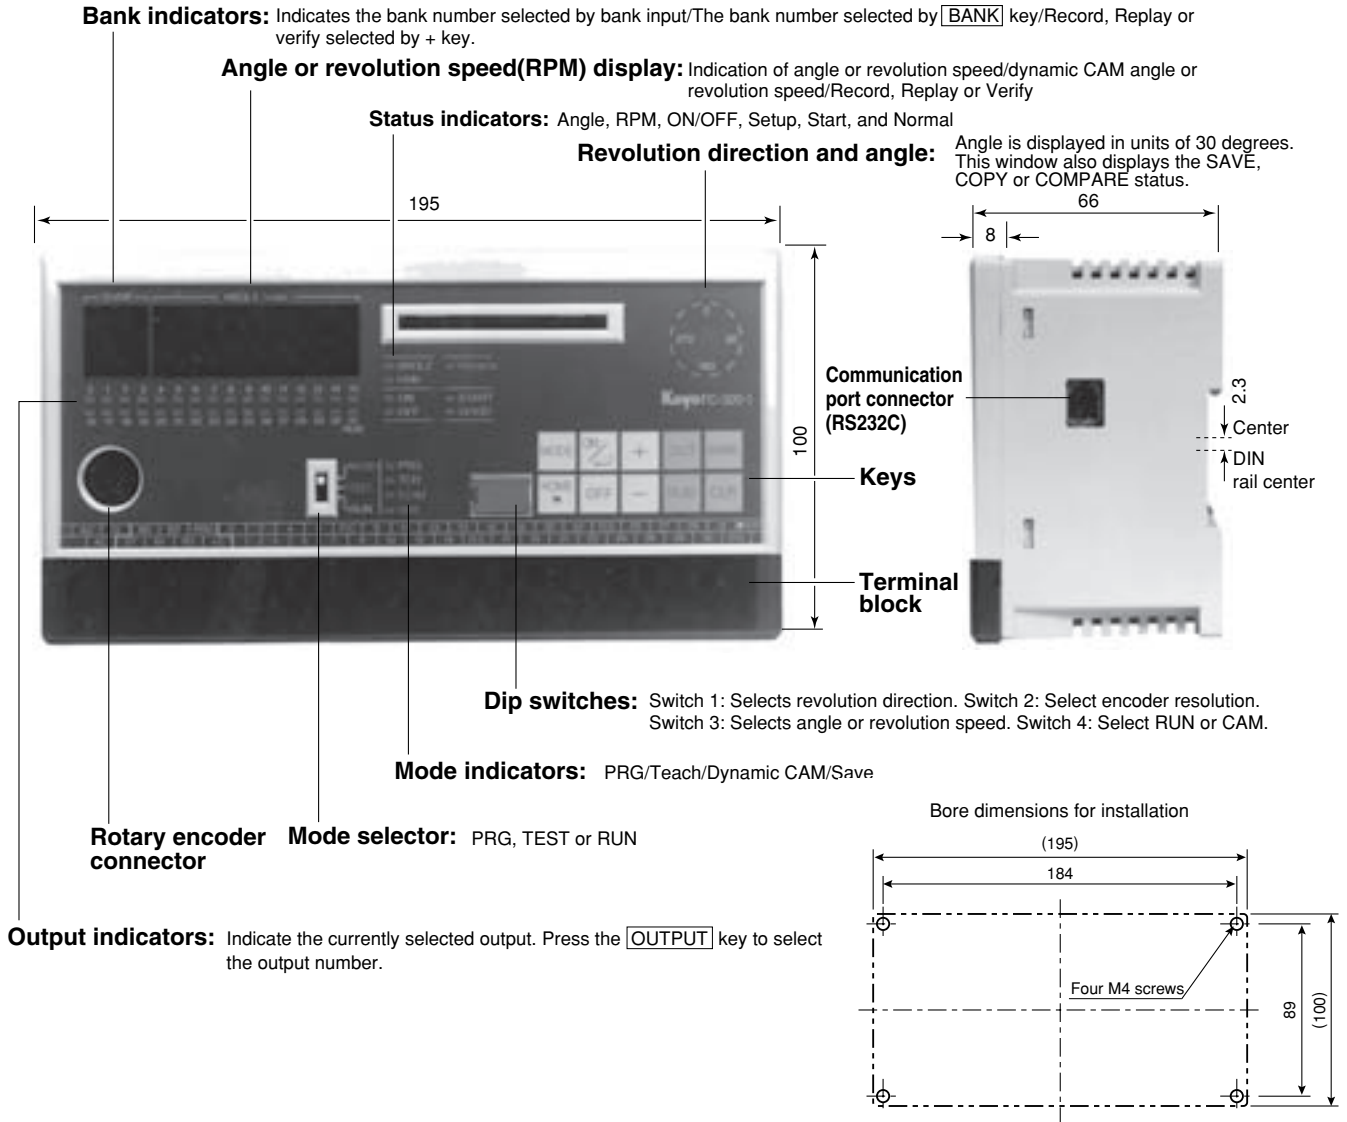 Bank indicators: Indicates the bank number selected by bank input/The bank number selected by BANK key/Record, Replay or
verify selected by + key.
Angle or revolution speed(RPM) display: Indication of angle or revolution speed/dynamic CAM angle or
revolution speed/Record, Replay or Verify
Status indicators: Angle, RPM, ON/OFF, Setup, Start, and Normal
Revolution direction and angle: Angle is displayed in units of 30 degrees.
This window also displays the SAVE,
COPY or COMPARE status.
195
66
8
Communication
port connector
(RS232C)
100
2.3
Center
DIN
rail center
MODE
ON
+
HOME
OFF
−
CLR
Keys
Terminal
block
Dip switches: Switch 1: Selects revolution direction. Switch 2: Select encoder resolution.
Switch 3: Selects angle or revolution speed. Switch 4: Select RUN or CAM.
Mode indicators: PRG/Teach/Dynamic CAM/Save
Rotary encoder
connector
Mode selector: PRG, TEST or RUN
Output indicators: Indicate the currently selected output. Press the OUTPUT key to select
the output number.
Bore dimensions for installation
(195)
184
Four M4 screws
89
(100)